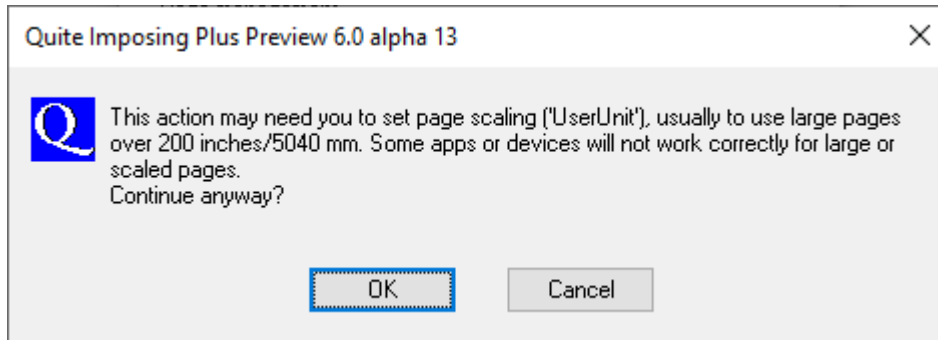 Quite Imposing Plus Preview 6.0 alpha 13
Q
This action may need you to set page scaling ('UserUnit'), usually to use large pages
over 200 inches/5040 mm. Some apps or devices will not work correctly for large or
scaled pages.
Continue anyway?
OK
Cancel